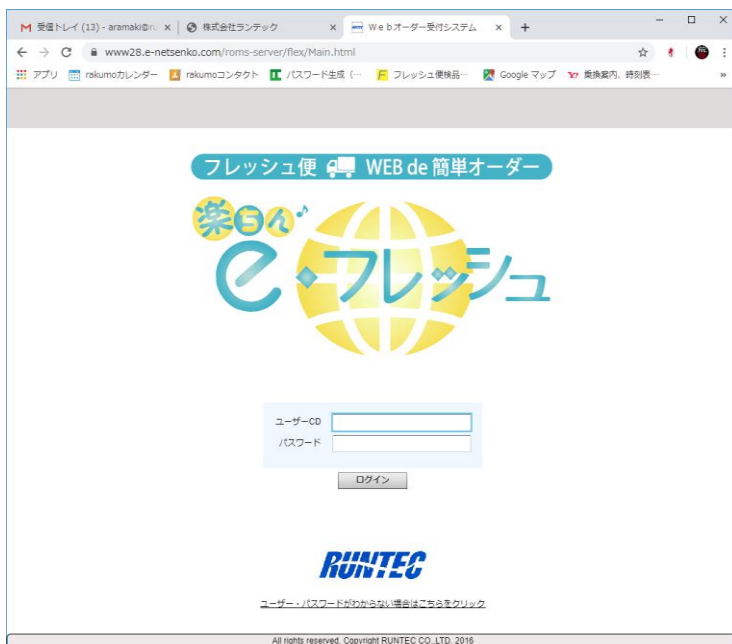 受信トレイ (13) - aramaki@ru
株式会社ランテック
Ｗｅｂオーダー受付システム
www28.e-netsenko.com/roms-server/flex/Main.html
アプリ
rakumoカレンダー
rakumoコンタクト
パスワード生成 (…
フレッシュ便検品…
Google マップ
乗換案内、時刻表…
»
フレッシュ便 WEB de 簡単オーダー
楽ちん♪
e・フレッシュ
ユーザーCD
パスワード
ログイン
RUNTEC
ユーザー・パスワードがわからない場合はこちらをクリック
All rights reserved. Copyright RUNTEC CO.,LTD. 2016